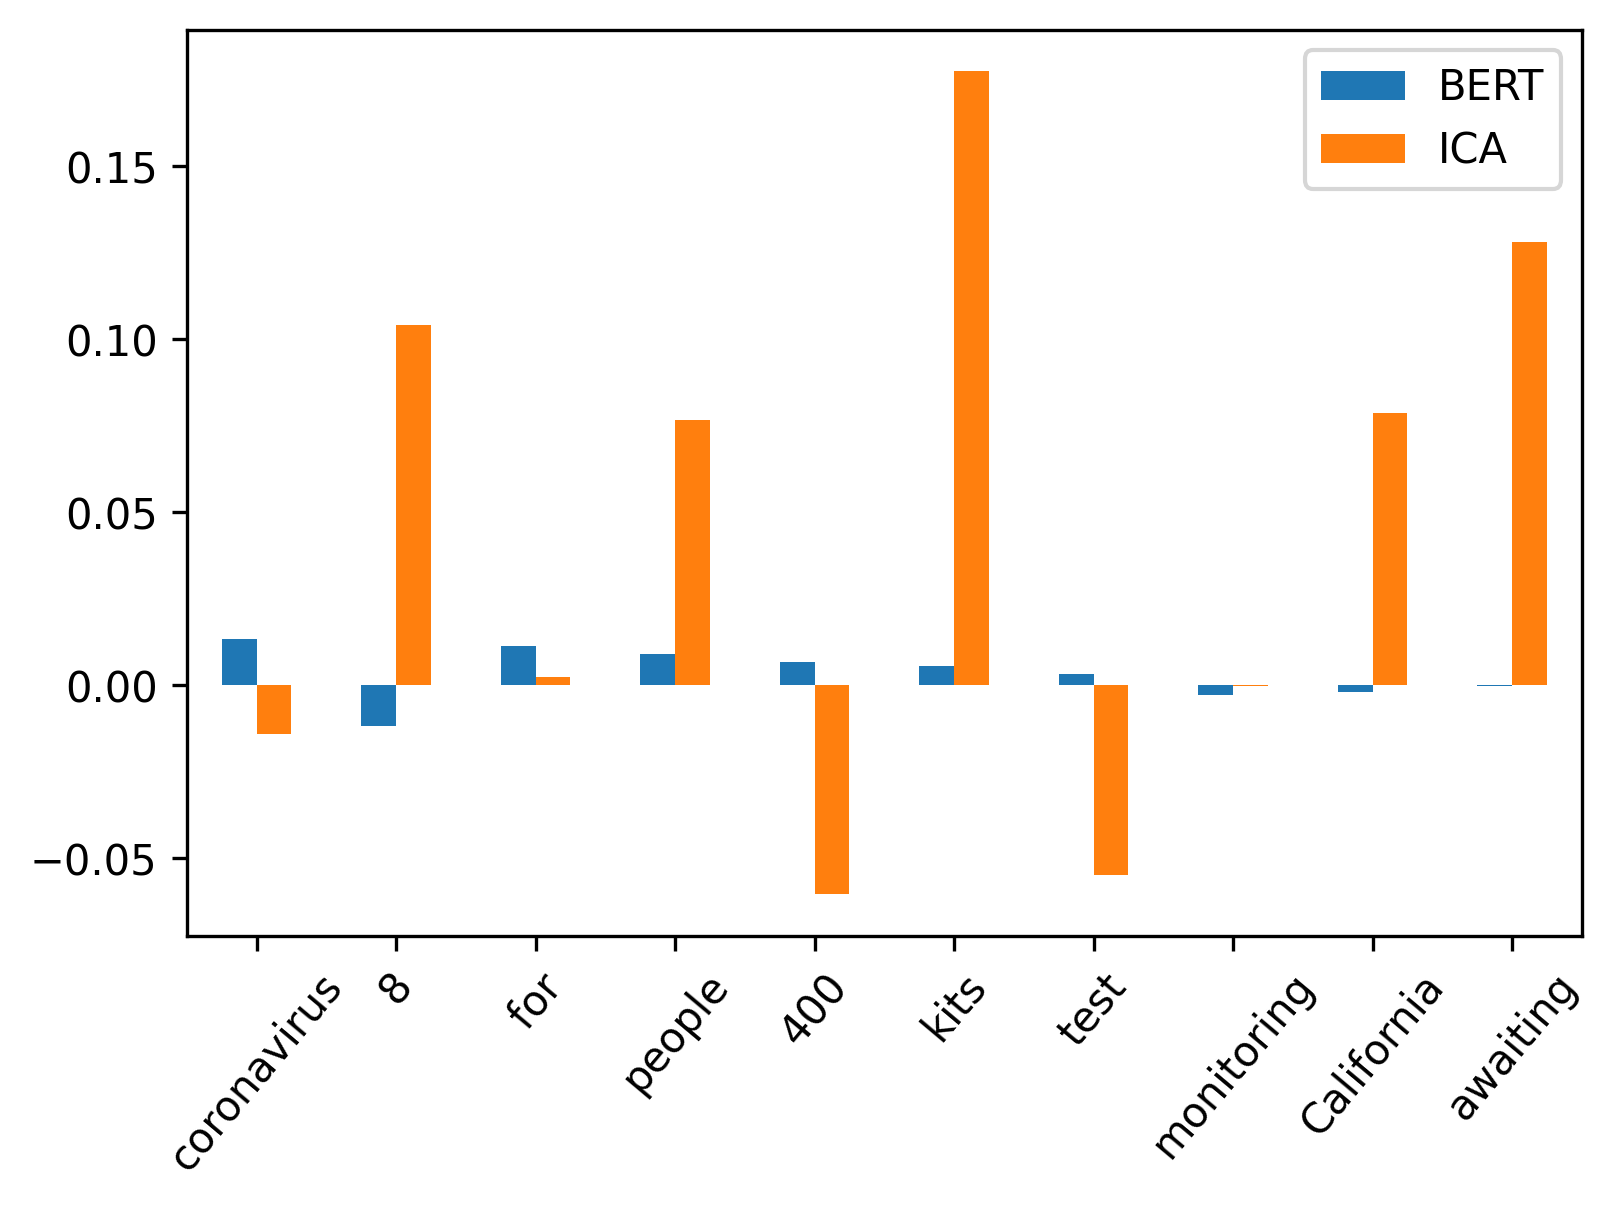 BERT
ICA
0.15
0.10
0.05
0.00
−0.05
coronavirus
8
for
people
400
kits
test
monitoring
California
awaiting